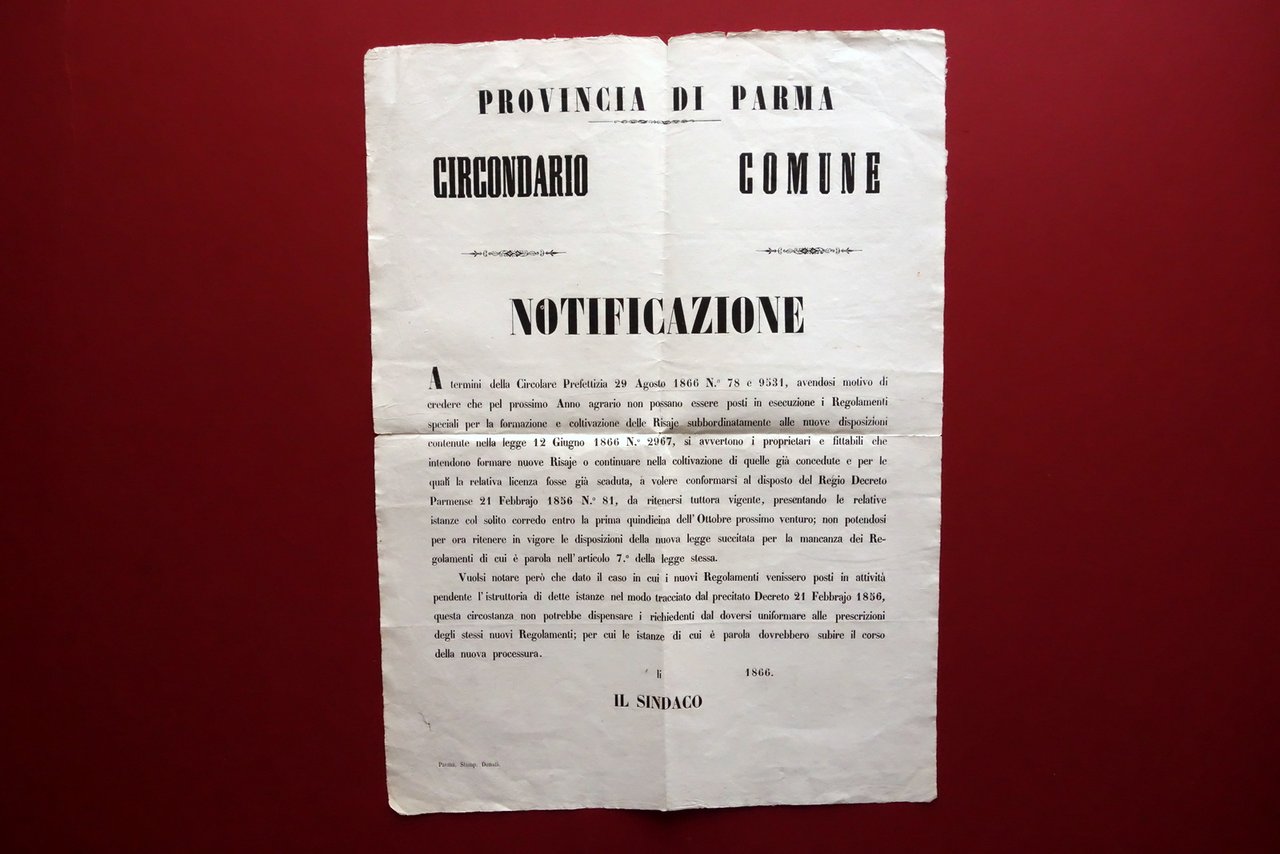 PROVINCIA DI PARMA
CIRCONDARIO COMUNE
NOTIFICAZIONE
A termini della Circolare Prefettizia 29 Agosto 1866 N.° 78 e 9531, avendosi motivo di
credere che pel prossimo Anno agrario non possano essere posti in esecuzione i Regolamenti
speciali per la formazione e coltivazione delle Risaje subbordinatamente alle nuove disposizioni
contenute nella legge 12 Giugno 1866 N.° 2967, si avvertono i proprietari e fittabili che
intendono formare nuove Risaje o continuare nella coltivazione di quelle già concedute e per le
quali la relativa licenza fosse già scaduta, a volere conformarsi al disposto del Regio Decreto
Parmense 21 Febbrajo 1856 N.° 81, da ritenersi tuttora vigente, presentando le relative
istanze col solito corredo entro la prima quindicina dell'Ottobre prossimo venturo; non potendosi
per ora ritenere in vigore le disposizioni della nuova legge succitata per la mancanza dei Re-
golamenti di cui è parola nell'articolo 7.° della legge stessa.
Vuolsi notare però che dato il caso in cui i nuovi Regolamenti venissero posti in attività
pendente l'istruttoria di dette istanze nel modo tracciato dal precitato Decreto 21 Febbrajo 1856,
questa circostanza non potrebbe dispensare i richiedenti dal doversi uniformare alle prescrizioni
degli stessi nuovi Regolamenti; per cui le istanze di cui è parola dovrebbero subire il corso
della nuova processura.
li 1866.
IL SINDACO
Parma, Stamp. Donati.